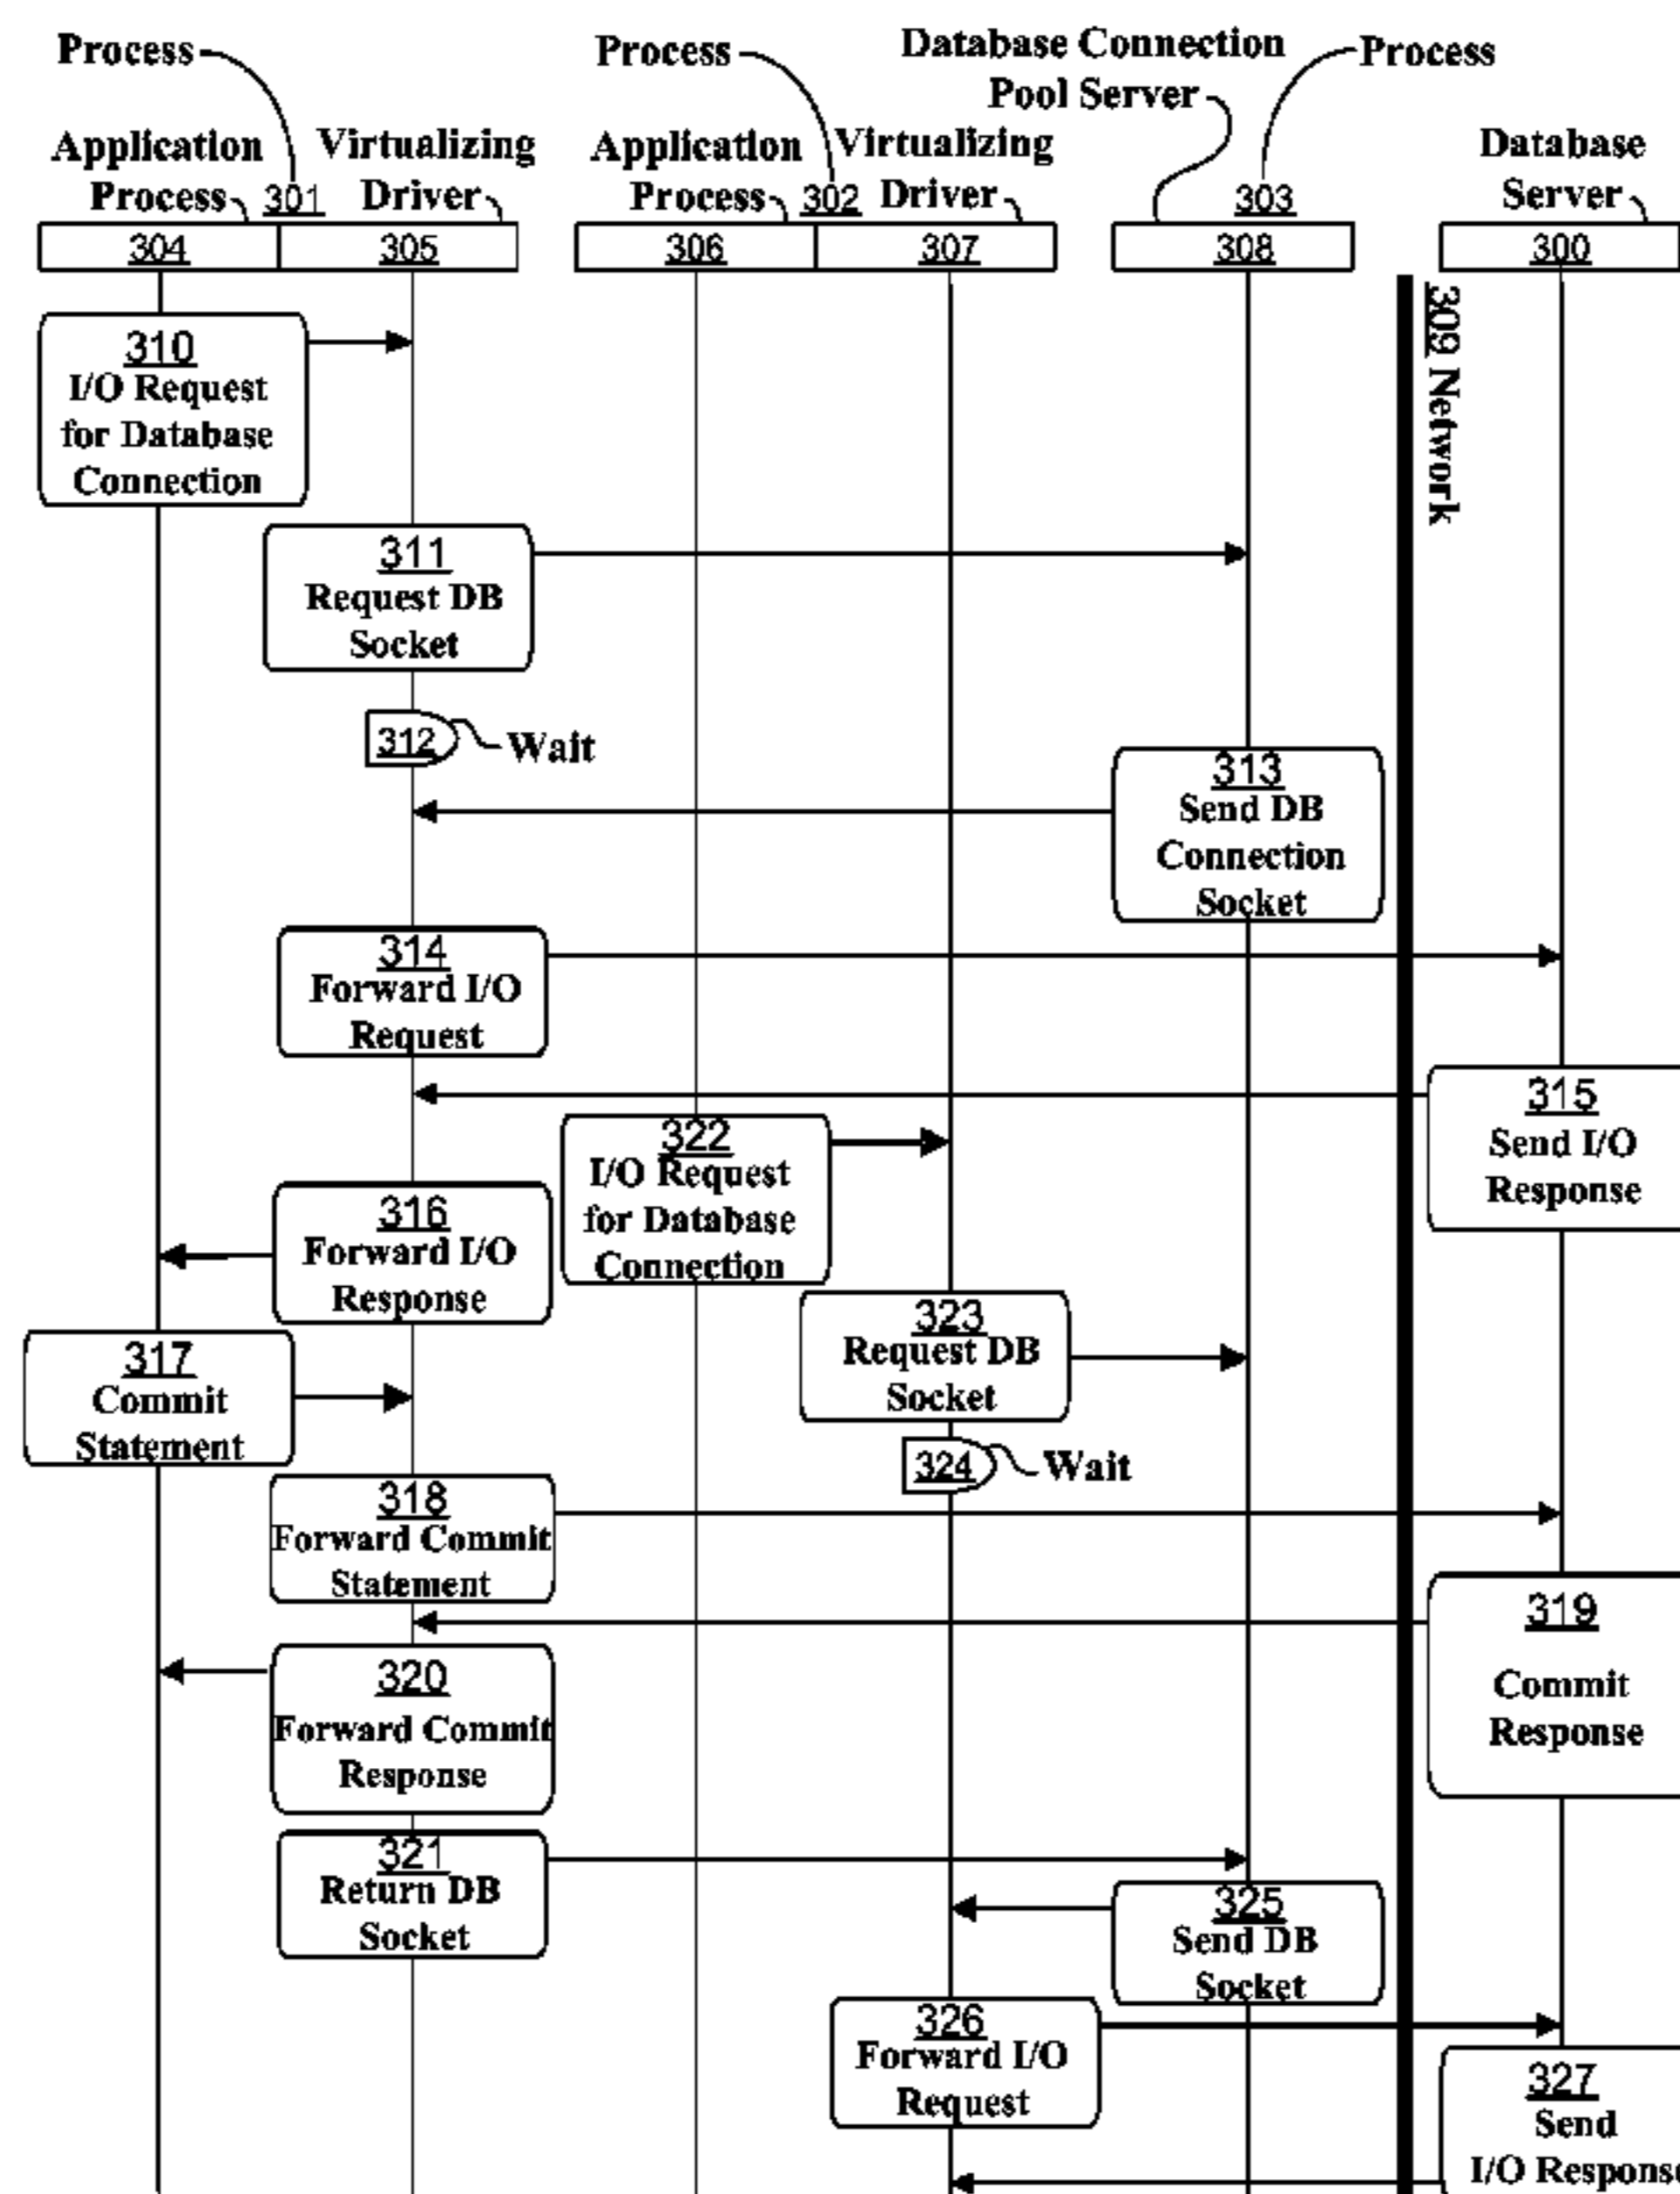 Process
Process
Database Connection
Pool Server
Process
Application
Process
301
Virtualizing
Driver
Application
Process
302
Virtualizing
Driver
303
Database
Server
304
305
306
307
308
300
309 Network
310
I/O Request
for Database
Connection
311
Request DB
Socket
312
Wait
313
Send DB
Connection
Socket
314
Forward I/O
Request
315
Send I/O
Response
322
I/O Request
for Database
Connection
316
Forward I/O
Response
323
Request DB
Socket
317
Commit
Statement
324
Wait
318
Forward Commit
Statement
319
Commit
Response
320
Forward Commit
Response
321
Return DB
Socket
325
Send DB
Socket
326
Forward I/O
Request
327
Send
I/O Response